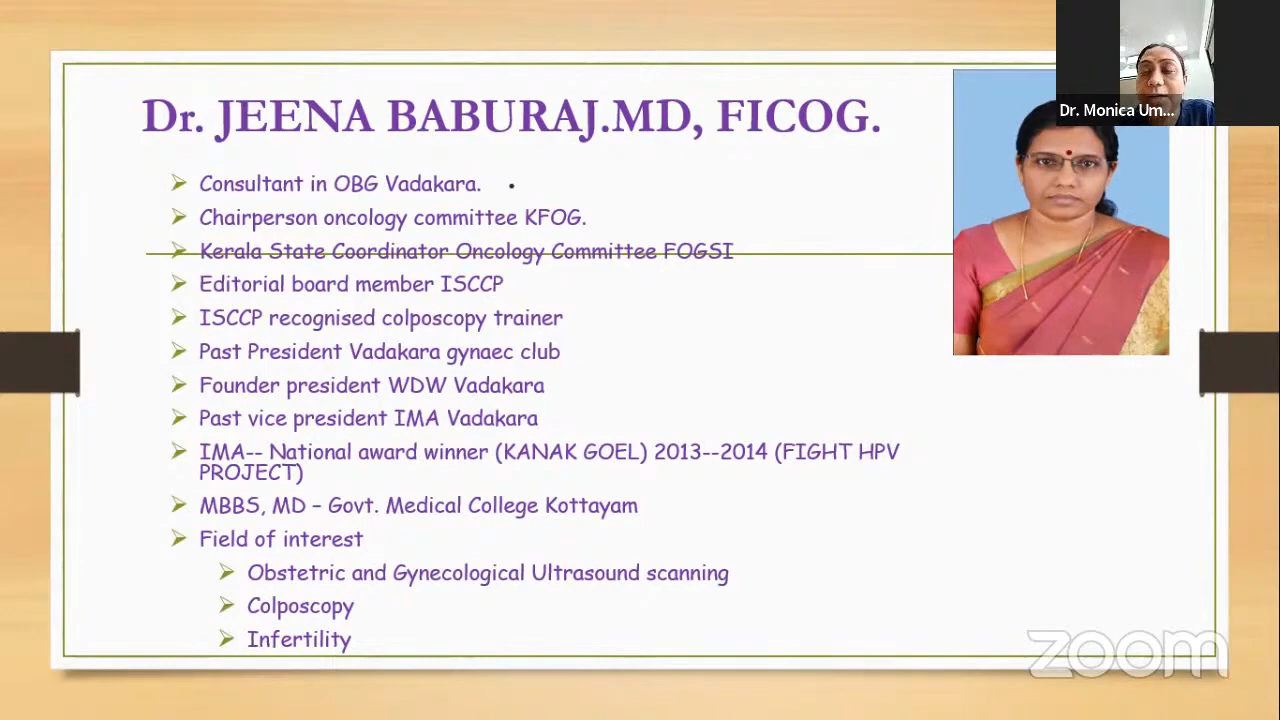 Dr. JEENA BABURAJ.MD, FICOG.
Dr. Monica Um...
Consultant in OBG Vadakara.
Chairperson oncology committee KFOG.
Kerala State Coordinator Oncology Committee FOGSI
Editorial board member ISCCP
ISCCP recognised colposcopy trainer
Past President Vadakara gynaec club
Founder president WDW Vadakara
Past vice president IMA Vadakara
IMA-- National award winner (KANAK GOEL) 2013--2014 (FIGHT HPV
PROJECT)
MBBS, MD – Govt. Medical College Kottayam
Field of interest
Obstetric and Gynecological Ultrasound scanning
Colposcopy
Infertility
zoom